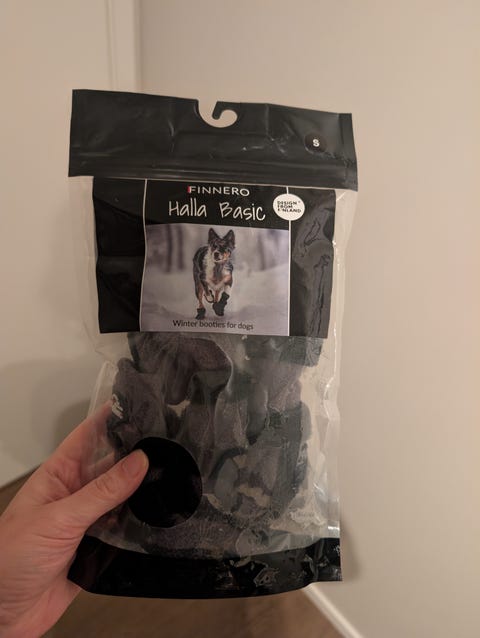 S
FINNERO
Halla Basic
DESIGN
FROM
FINLAND
Winter booties for dogs